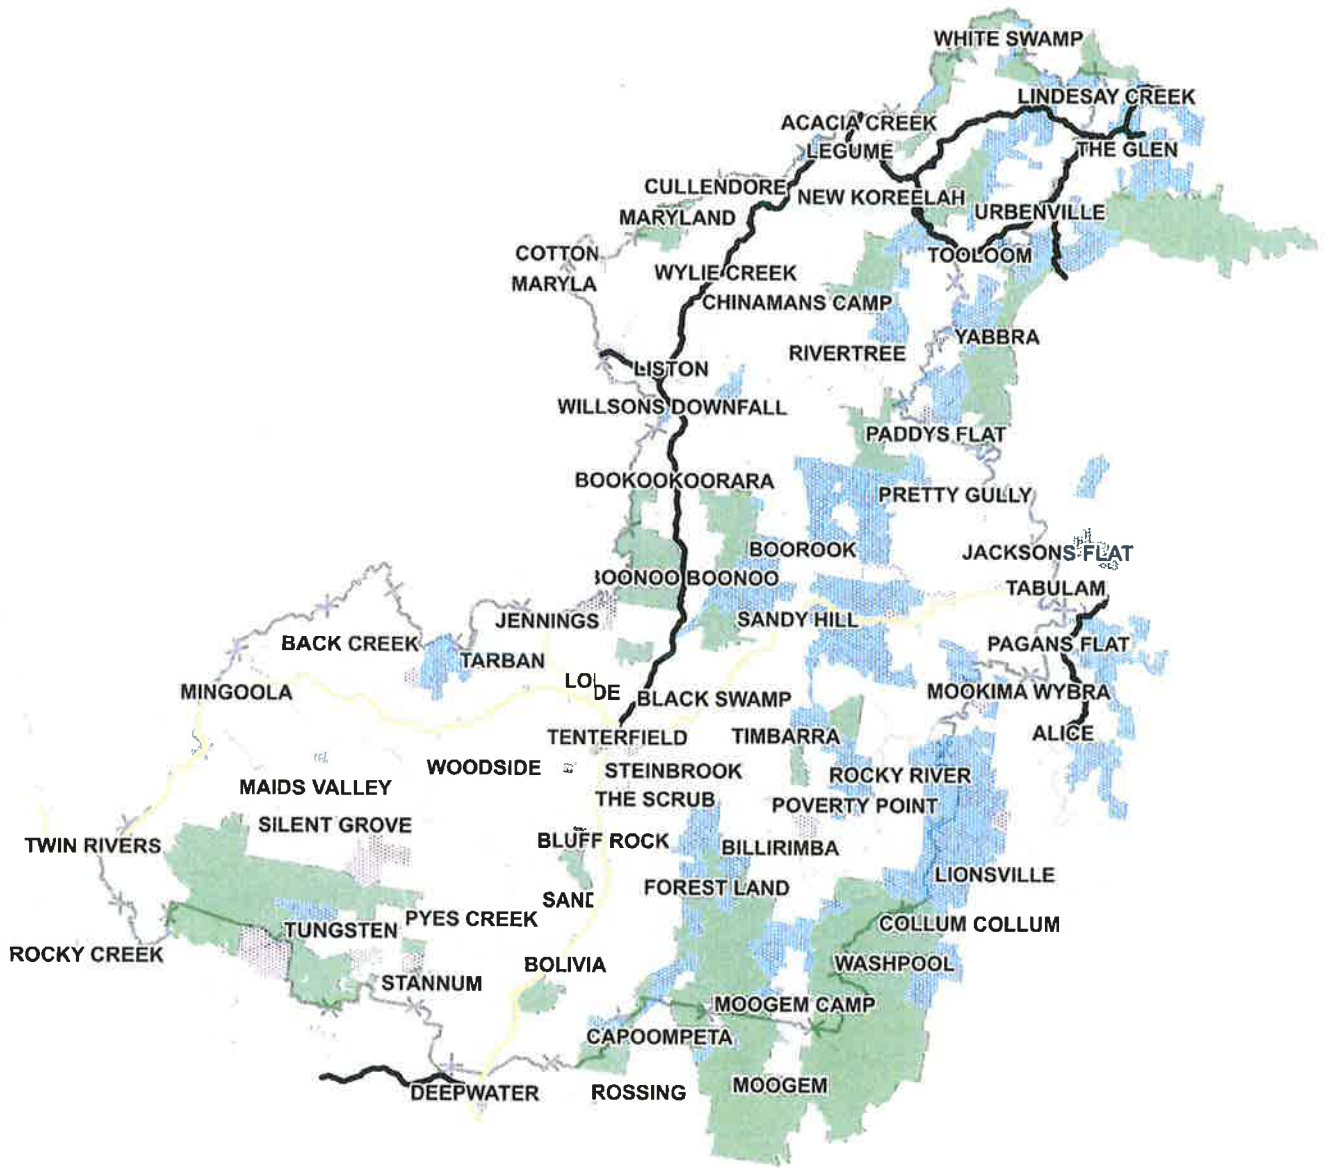 WHITE SWAMP
LINDESAY CREEK
ACACIA CREEK
THE GLEN
LEGUME
CULLENDORE
NEW KOREELAH
MARYLAND
URBENVILLE
COTTON
TOOLOOM
WYLIE CREEK
MARYLA
CHINAMANS CAMP
YABBRA
RIVERTREE
LISTON
WILLSONS DOWNFALL
PADDYS FLAT
BOOKOOKOORARA
PRETTY GULLY
BOOROOK
JACKSONS FLAT
BOONOO BOONOO
TABULAM
JENNINGS
SANDY HILL
BACK CREEK
PAGANS FLAT
TARBAN
LO
DE
MINGOOLA
BLACK SWAMP
MOOKIMA WYBRA
TENTERFIELD
TIMBARRA
ALICE
WOODSIDE
STEINBROOK
ROCKY RIVER
MAIDS VALLEY
THE SCRUB
POVERTY POINT
SILENT GROVE
TWIN RIVERS
BLUFF ROCK
BILLIRIMBA
LIONSVILLE
FOREST LAND
SAND
PYES CREEK
COLLUM COLLUM
TUNGSTEN
ROCKY CREEK
BOLIVIA
WASHPOOL
STANNUM
MOOGEM CAMP
CAPOOMPETA
MOOGEM
DEEPWATER
ROSSING